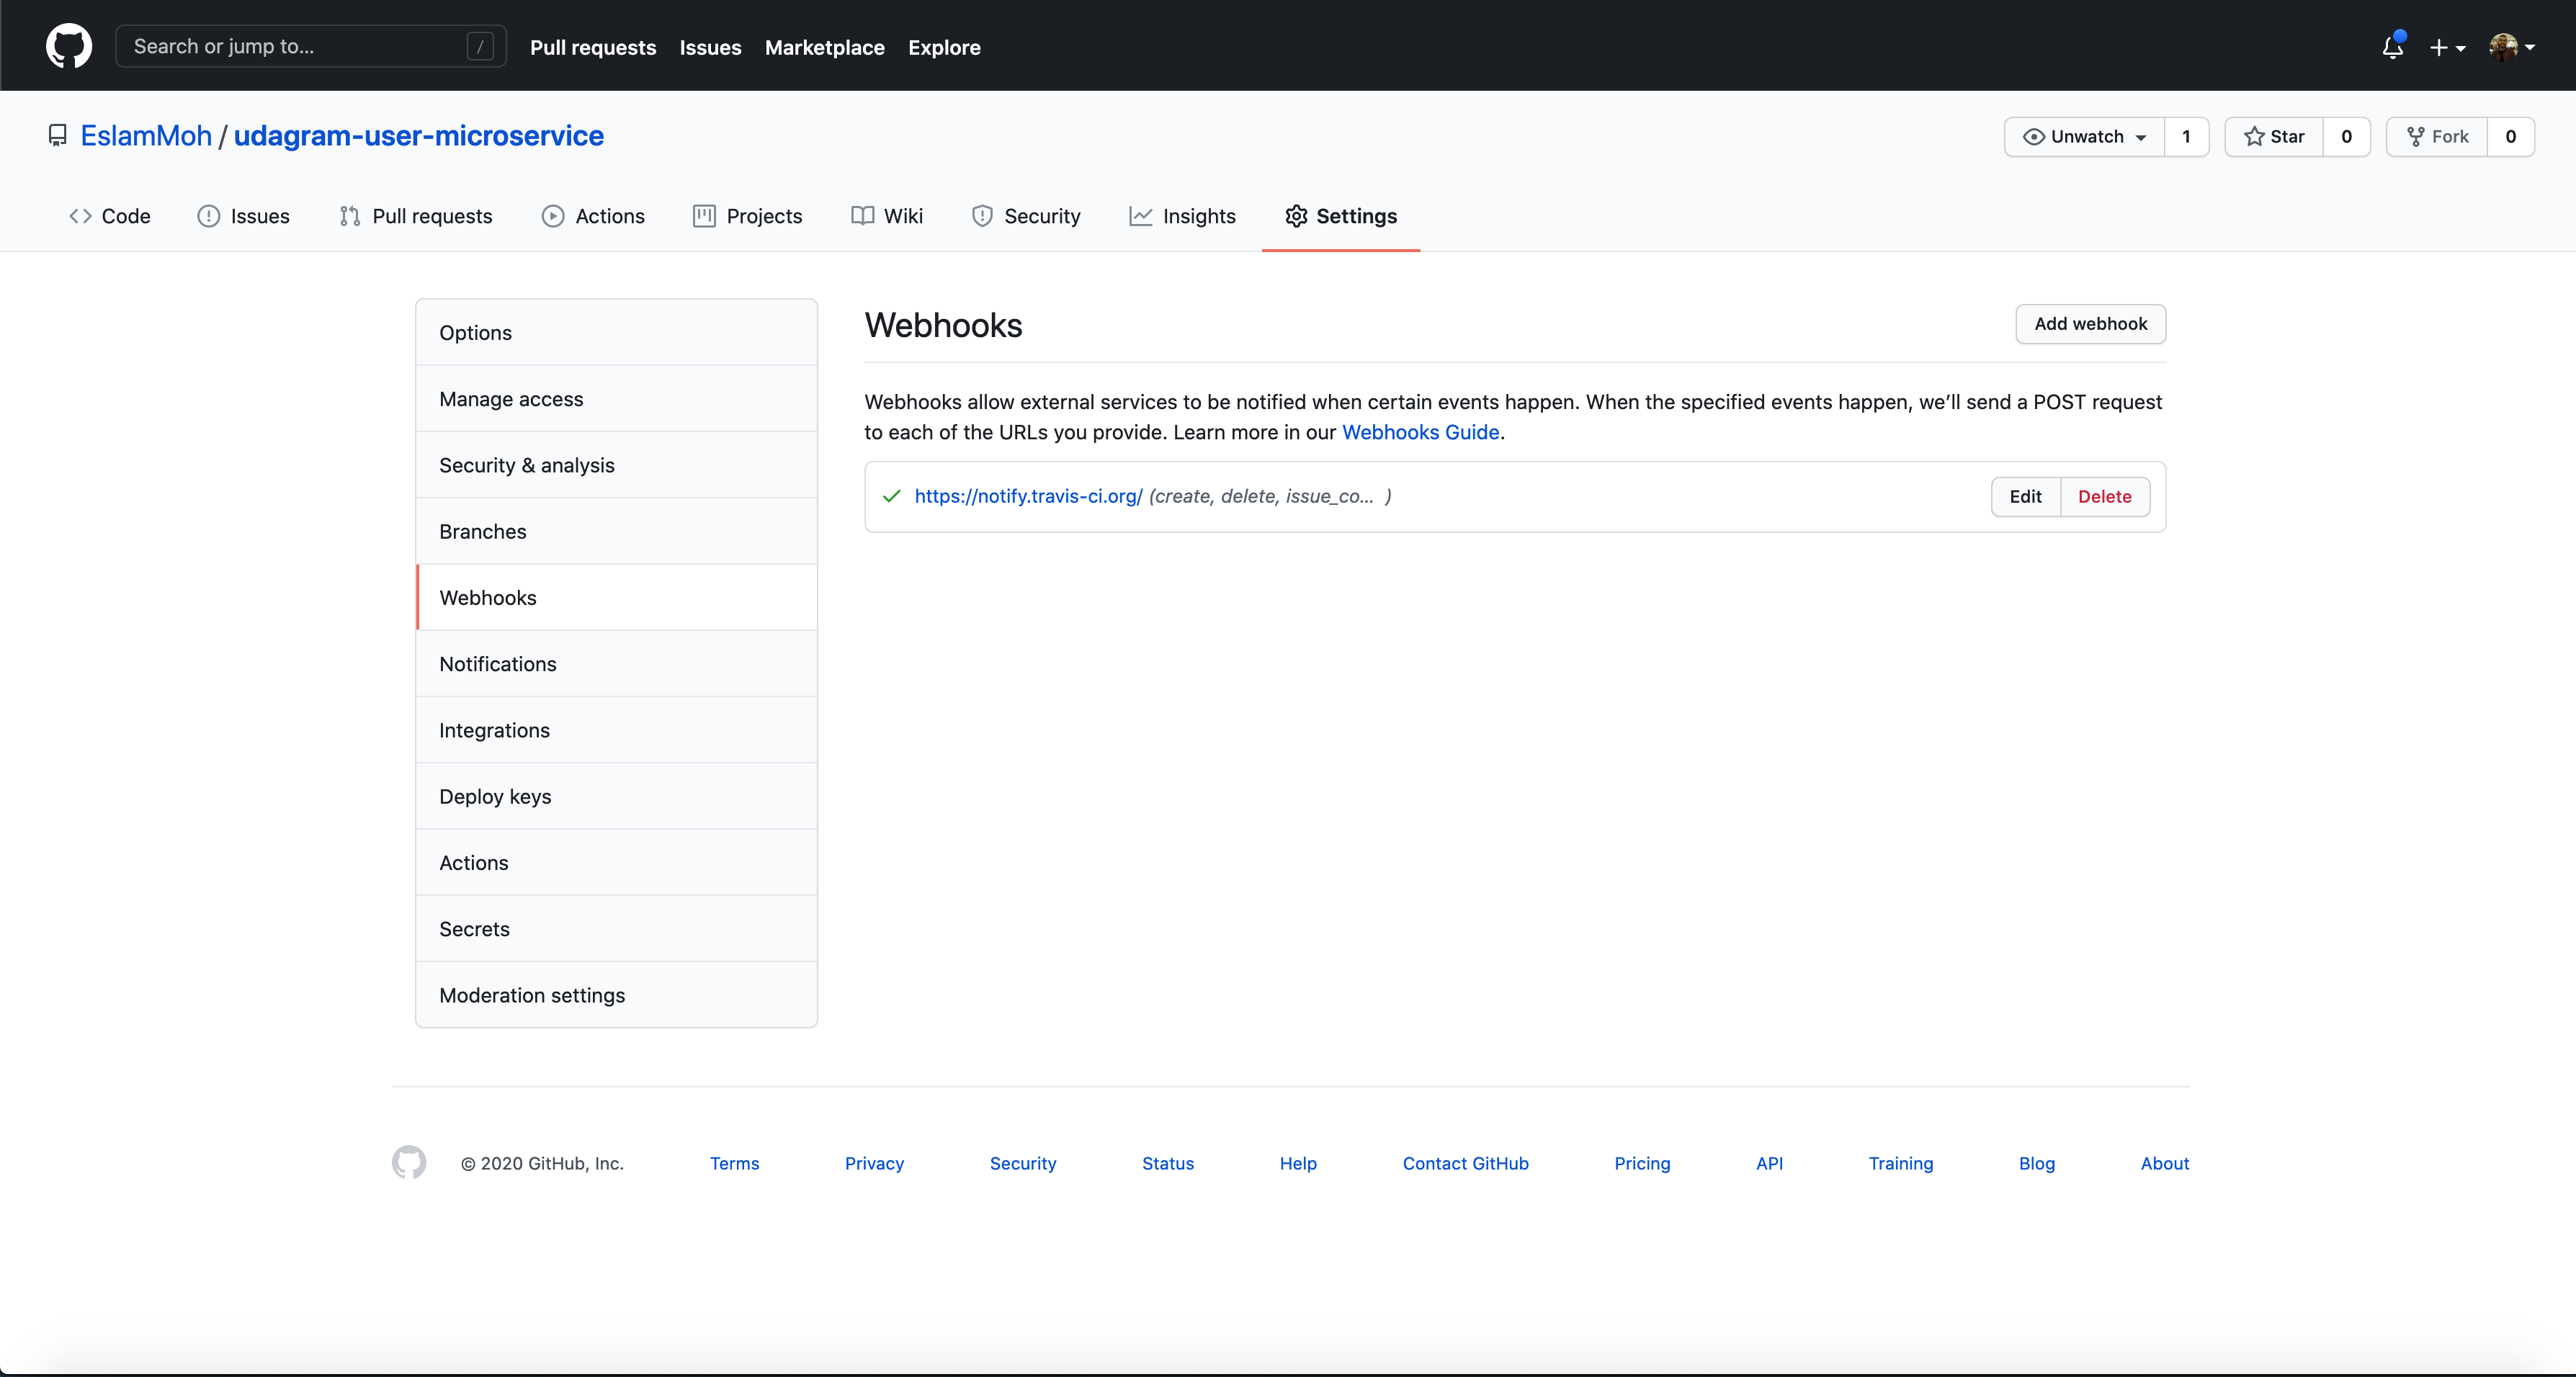 Search or jump to... /
Pull requests Issues Marketplace Explore
EslamMoh / udagram-user-microservice
Unwatch 1 Star 0 Fork 0
Code Issues Pull requests Actions Projects Wiki Security Insights Settings
Options
Manage access
Security & analysis
Branches
Webhooks
Notifications
Integrations
Deploy keys
Actions
Secrets
Moderation settings
Webhooks
Add webhook
Webhooks allow external services to be notified when certain events happen. When the specified events happen, we’ll send a POST request
to each of the URLs you provide. Learn more in our Webhooks Guide.
https://notify.travis-ci.org/ (create, delete, issue_co... )
Edit Delete
© 2020 GitHub, Inc. Terms Privacy Security Status Help Contact GitHub Pricing API Training Blog About